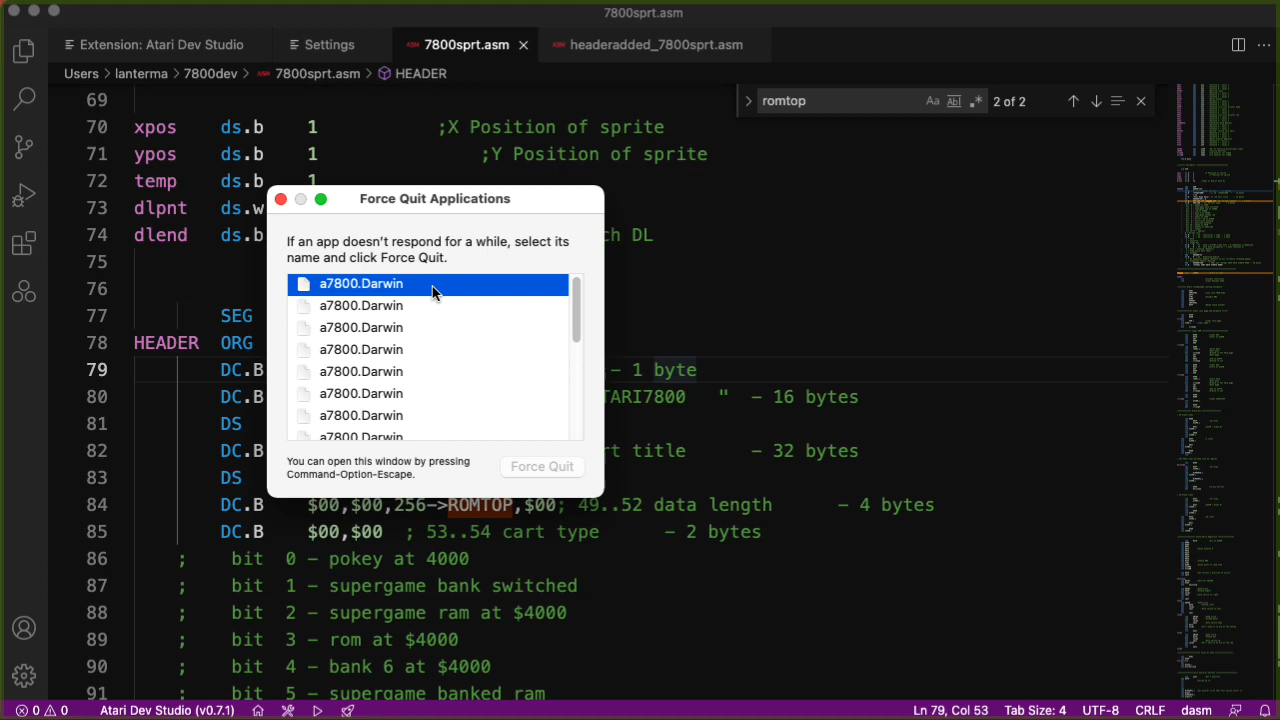 7800sprt.asm
Extension: Atari Dev Studio
Settings
ASM 7800sprt.asm
ASM headeradded_7800sprt.asm
Users > lanterma > 7800dev > ASM 7800sprt.asm > HEADER
romtop
Aa Abl .* 2 of 2
69
70 xpos ds.b 1 ;X Position of sprite
71 ypos ds.b 1 ;Y Position of sprite
72 temp ds.b 1
73 dlpnt ds.w
74 dlend ds.b ch DL
75
76
77 SEG
78 HEADER ORG
79 DC.B – 1 byte
80 DC.B TARI7800 " – 16 bytes
81 DS
82 DC.B rt title – 32 bytes
83 DS
84 DC.B $00,$00,256->ROMTOP,$00; 49..52 data length – 4 bytes
85 DC.B $00,$00 ; 53..54 cart type – 2 bytes
86 ; bit 0 – pokey at 4000
87 ; bit 1 – supergame bank switched
88 ; bit 2 – supergame ram at $4000
89 ; bit 3 – rom at $4000
90 ; bit 4 – bank 6 at $4000
91 ; bit 5 – supergame banked ram
Force Quit Applications
If an app doesn't respond for a while, select its
name and click Force Quit.
a7800.Darwin
a7800.Darwin
a7800.Darwin
a7800.Darwin
a7800.Darwin
a7800.Darwin
a7800.Darwin
a7800.Darwin
You can open this window by pressing
Command-Option-Escape.
Force Quit
0 0 Atari Dev Studio (v0.7.1) Ln 79, Col 53 Tab Size: 4 UTF-8 CRLF dasm